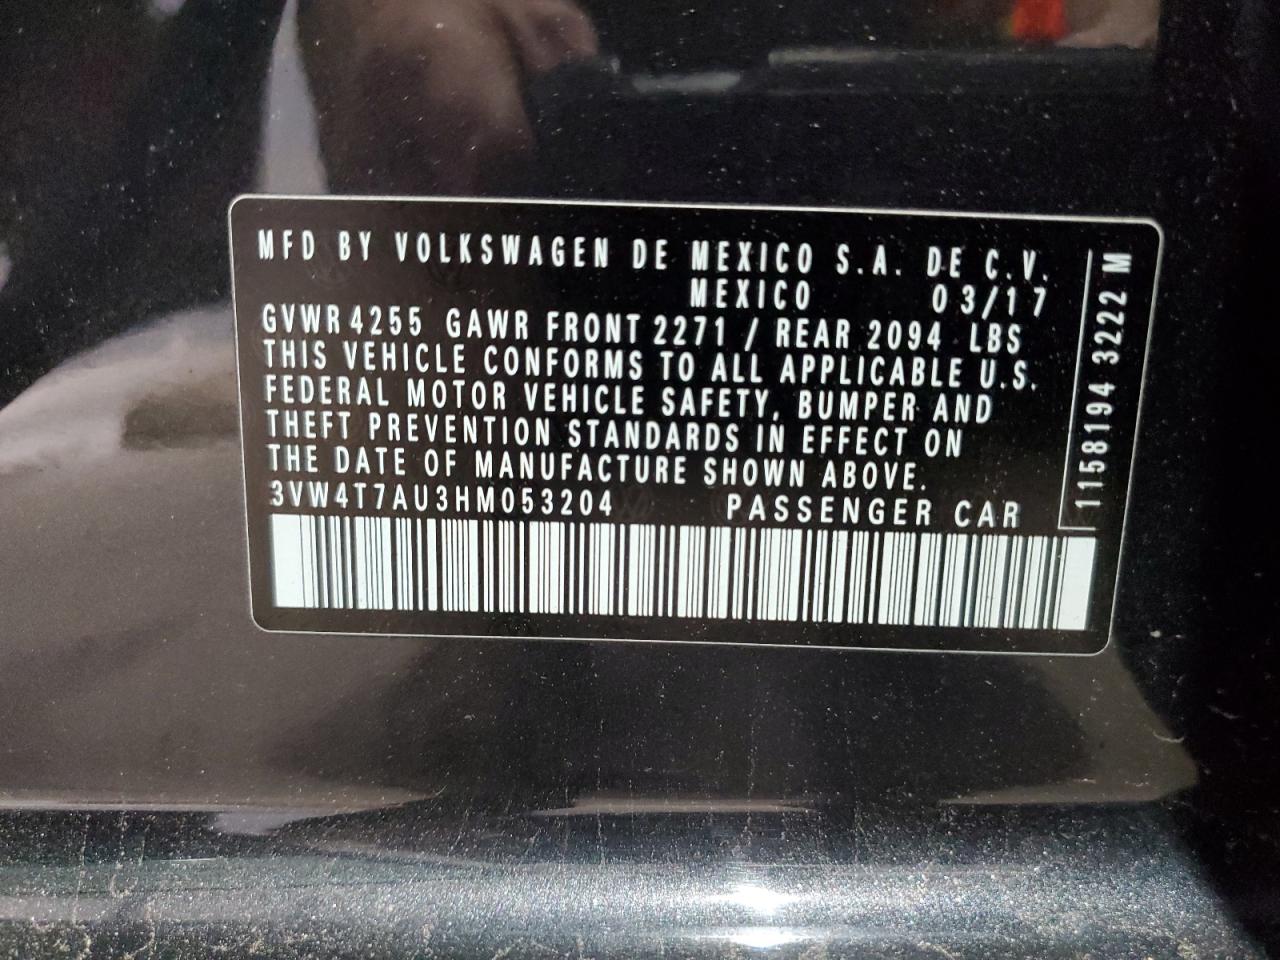 MFD BY VOLKSWAGEN DE MEXICO S.A. DE C.V.
MEXICO 03/17
GVWR 4255 GAWR FRONT 2271 / REAR 2094 LBS
THIS VEHICLE CONFORMS TO ALL APPLICABLE U.S.
FEDERAL MOTOR VEHICLE SAFETY, BUMPER AND
THEFT PREVENTION STANDARDS IN EFFECT ON
THE DATE OF MANUFACTURE SHOWN ABOVE.
3VW4T7AU3HM053204 PASSENGER CAR
1158194 3222 M